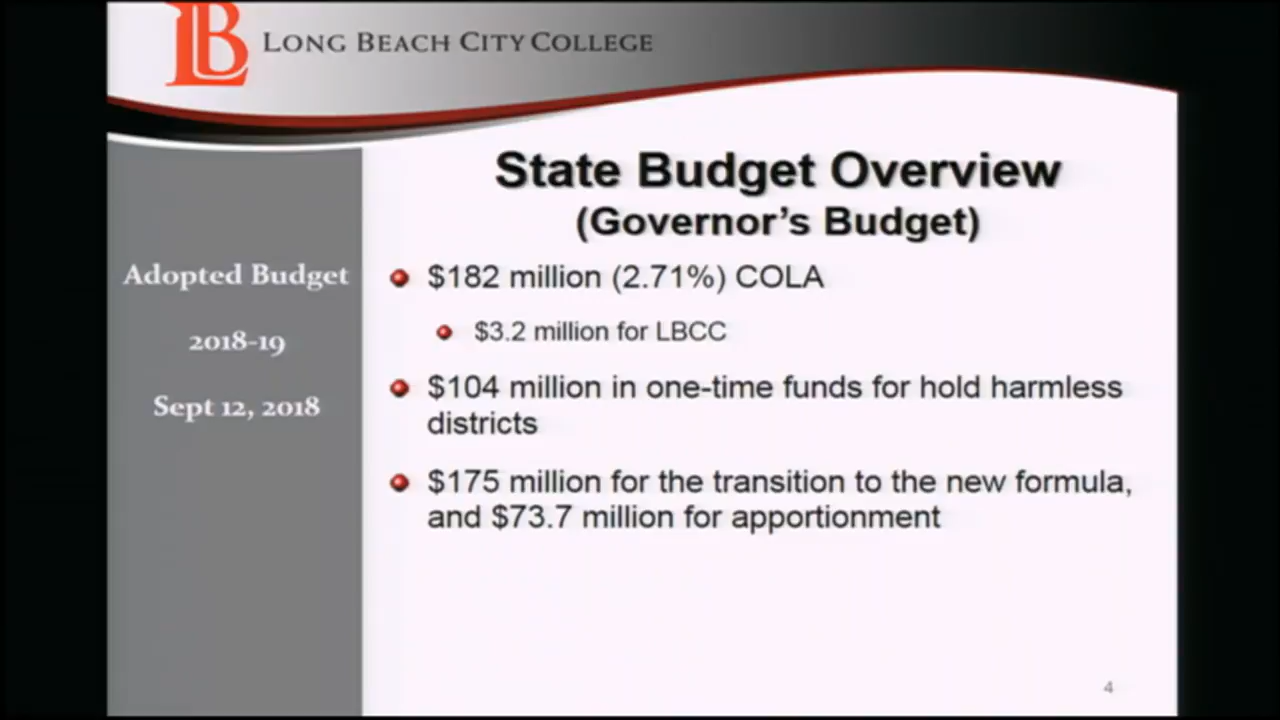 LB LONG BEACH CITY COLLEGE
State Budget Overview
(Governor's Budget)
Adopted Budget
2018-19
Sept 12, 2018
$182 million (2.71%) COLA
$3.2 million for LBCC
$104 million in one-time funds for hold harmless
districts
$175 million for the transition to the new formula,
and $73.7 million for apportionment
4